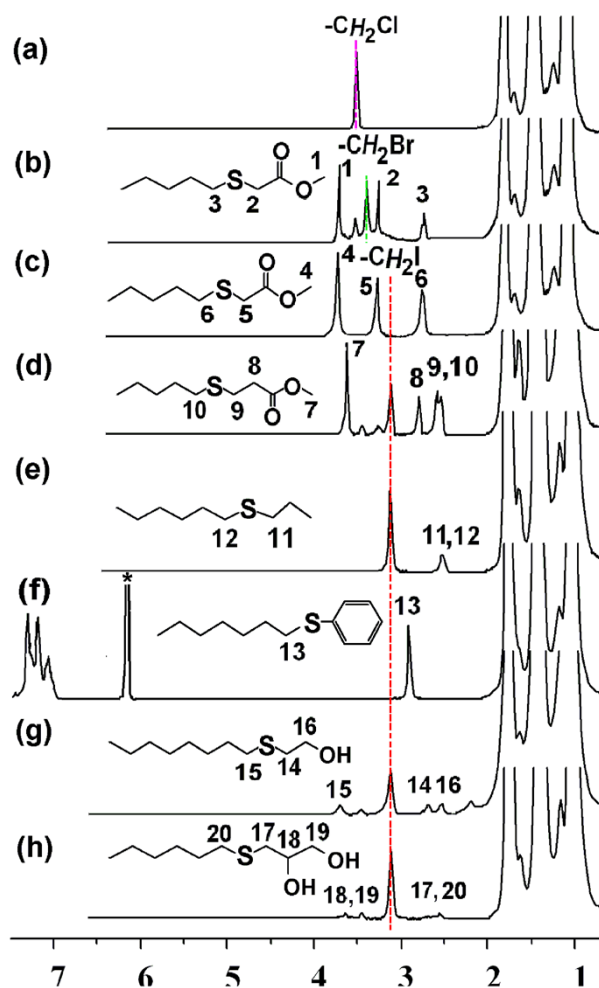 -CH₂Cl
(a)
-CH₂Br
(b)
S
O
O
1
3
2
1
2
3
-CH₂I
(c)
S
O
O
4
6
5
4
5
6
(d)
8
S
O
O
10
9
7
7
8
9,10
(e)
S
12
11
11,12
(f)
*
S
13
13
(g)
16
S
OH
15
14
15
14
16
(h)
20
17
18
19
S
OH
OH
18,19
17, 20
7
6
5
4
3
2
1